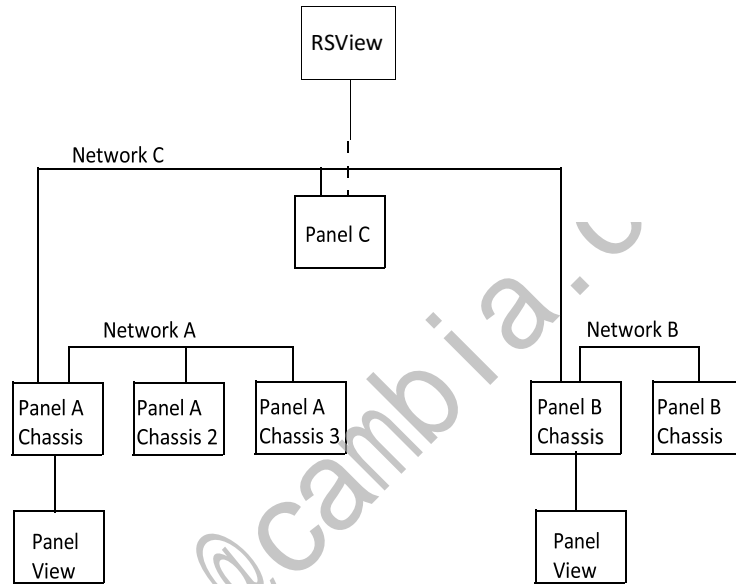 RSView
Network C
Panel C
Network A
Network B
Panel A
Chassis
Panel A
Chassis 2
Panel A
Chassis 3
Panel B
Chassis
Panel B
Chassis
Panel
View
Panel
View
@cambia.c